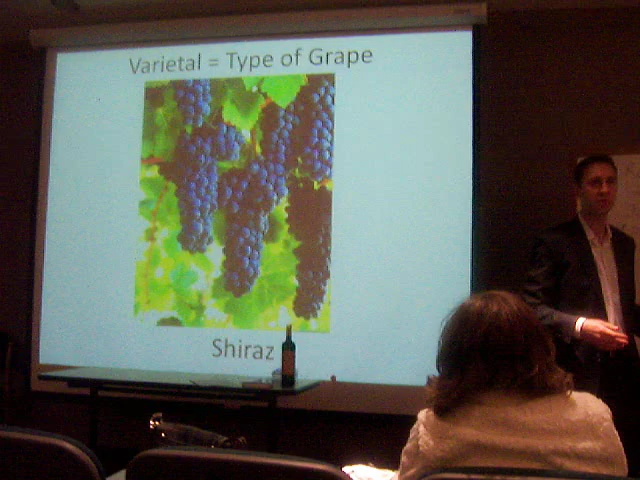 Varietal = Type of Grape
Shiraz